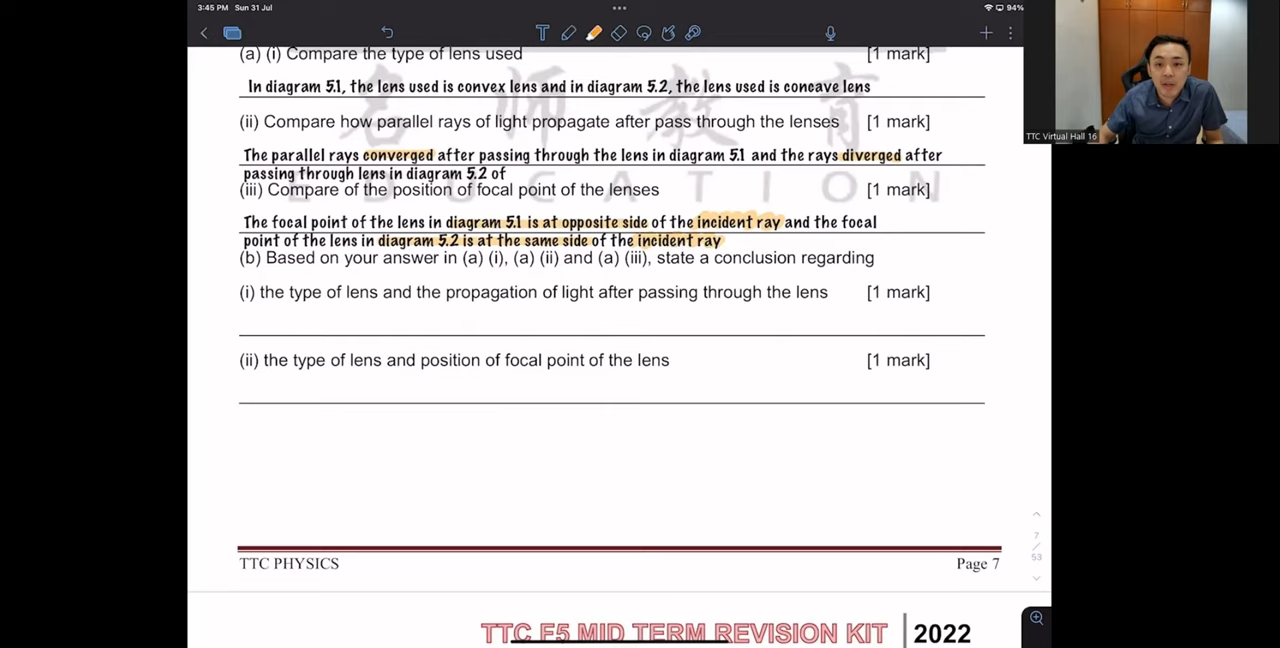 3:45 PM Sun 31 Jul
94%
(a) (i) Compare the type of lens used [1 mark]
In diagram 5.1, the lens used is convex lens and in diagram 5.2, the lens used is concave lens
名 师 教 育
(ii) Compare how parallel rays of light propagate after pass through the lenses [1 mark]
TTC Virtual Hall 16
The parallel rays converged after passing through the lens in diagram 5.1 and the rays diverged after
passing through lens in diagram 5.2 of
EDUCATION
(iii) Compare of the position of focal point of the lenses [1 mark]
The focal point of the lens in diagram 5.1 is at opposite side of the incident ray and the focal
point of the lens in diagram 5.2 is at the same side of the incident ray
(b) Based on your answer in (a) (i), (a) (ii) and (a) (iii), state a conclusion regarding
(i) the type of lens and the propagation of light after passing through the lens [1 mark]
(ii) the type of lens and position of focal point of the lens [1 mark]
7
/
53
TTC PHYSICS Page 7
TTC F5 MID TERM REVISION KIT 2022